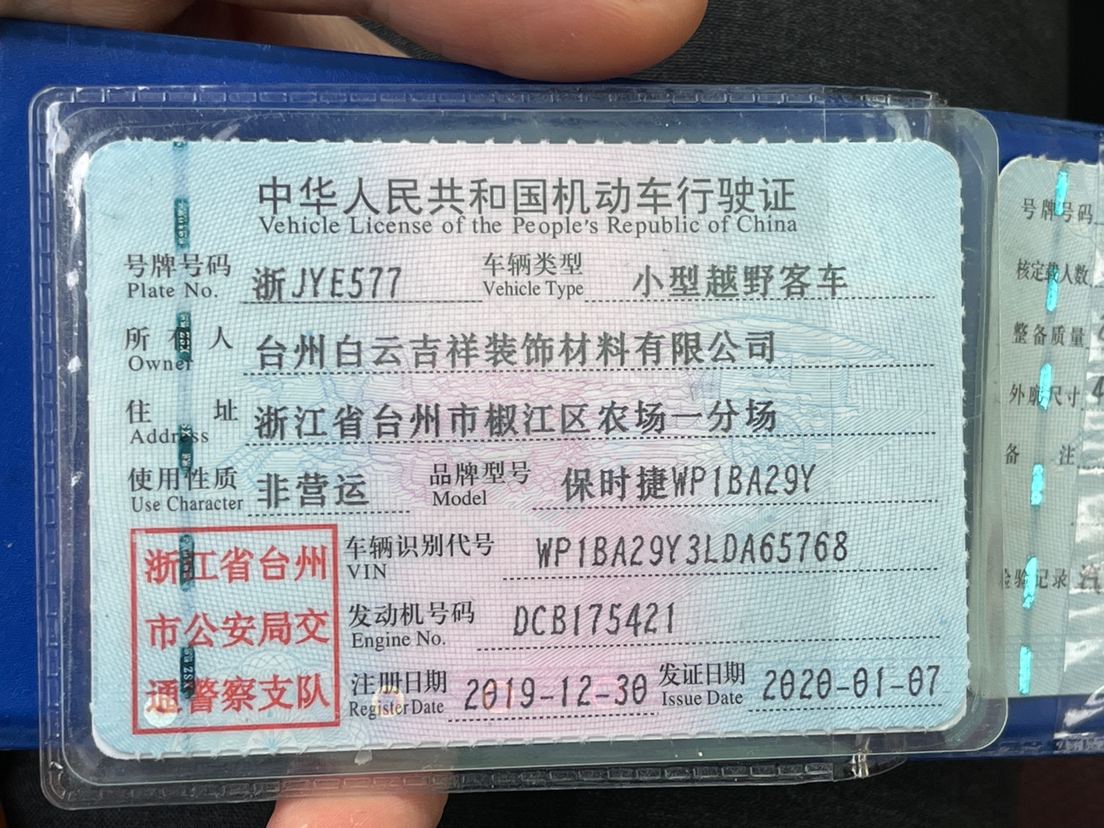 中华人民共和国机动车行驶证
Vehicle License of the People's Republic of China
号牌号码 浙JYE577 车辆类型 小型越野客车
Plate No. Vehicle Type
所有人 台州白云吉祥装饰材料有限公司
Owner
住址 浙江省台州市椒江区农场一分场
Address
使用性质 非营运 品牌型号 保时捷WP1BA29Y
Use Character Model
浙江省台州
市公安局交
通警察支队
车辆识别代号 WP1BA29Y3LDA65768
VIN
发动机号码 DCB175421
Engine No.
注册日期 2019-12-30 发证日期 2020-01-07
Register Date Issue Date
号牌号码
核定载人数
整备质量
外廓尺寸 4
备注
检验记录